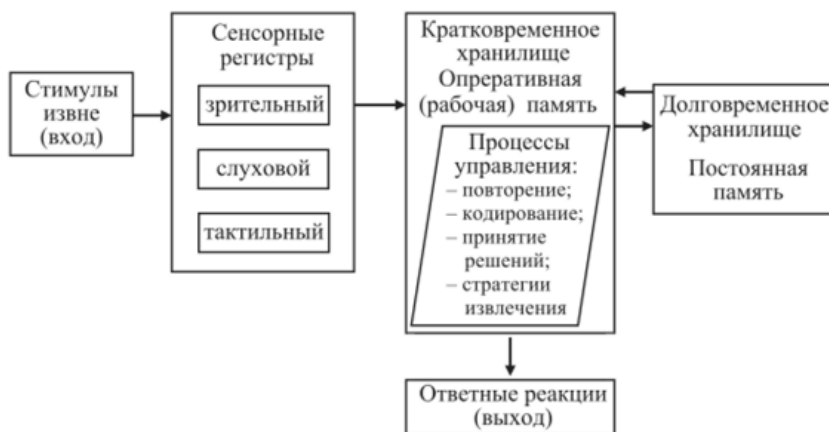 Стимулы
извне
(вход)
Сенсорные
регистры
зрительный
слуховой
тактильный
Кратковременное
хранилище
Опреративная
(рабочая) память
Процессы
управления:
– повторение;
– кодирование;
– принятие
решений;
– стратегии
извлечения
Долговременное
хранилище
Постоянная
память
Ответные реакции
(выход)